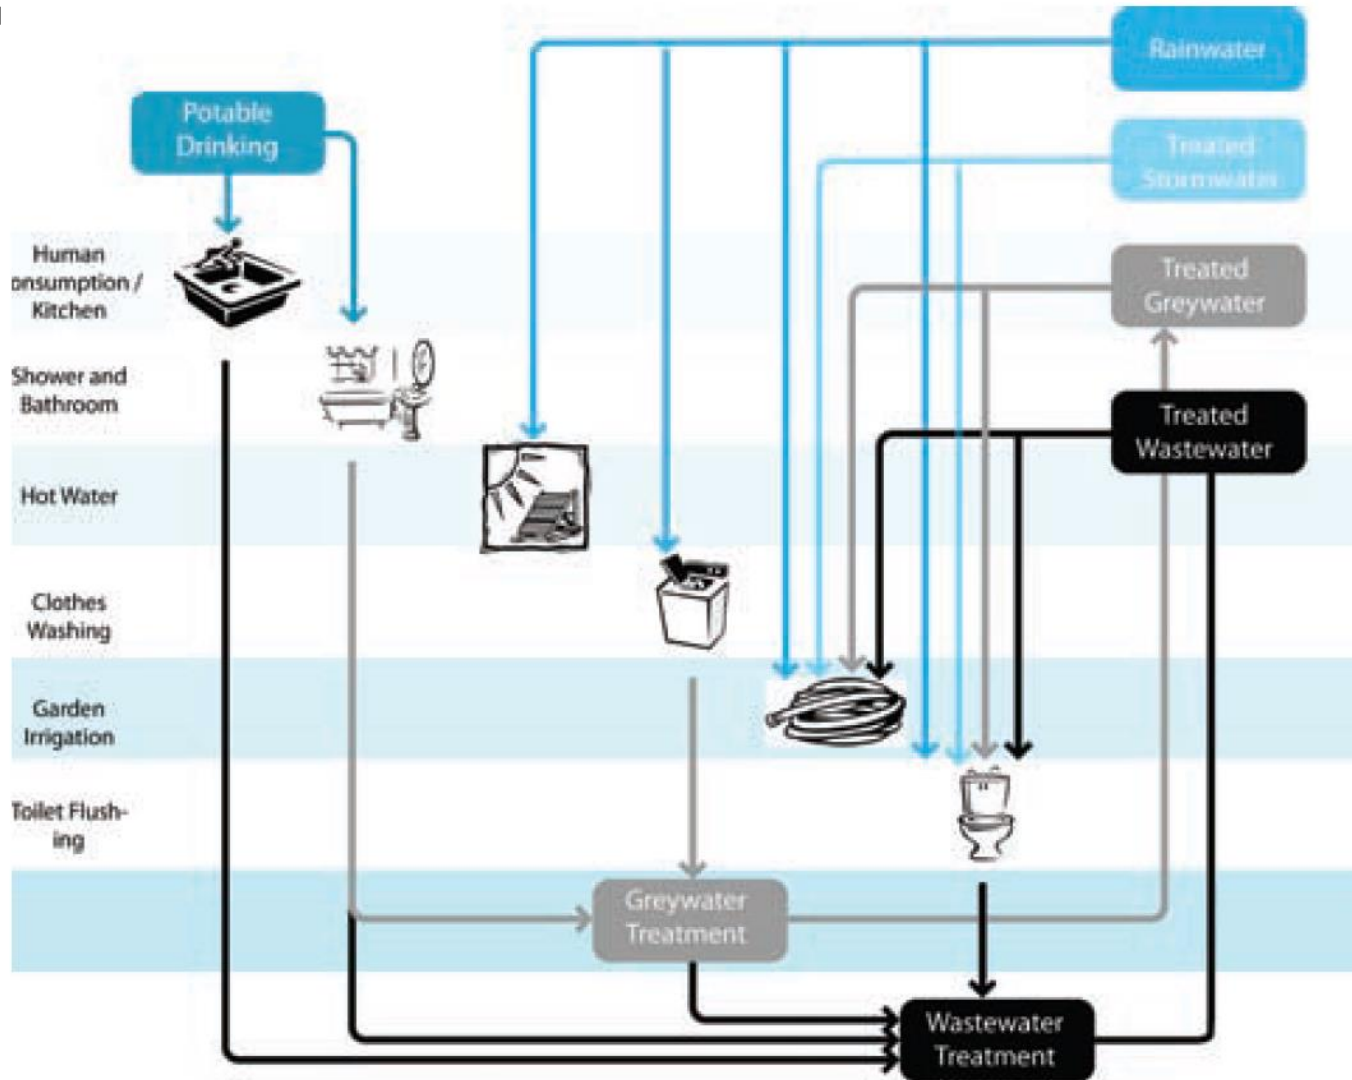 Rainwater
Potable
Drinking
Treated
Stormwater
Human
onsumption /
Kitchen
Treated
Greywater
Shower and
Bathroom
Treated
Wastewater
Hot Water
Clothes
Washing
Garden
Irrigation
Toilet Flush-
ing
Greywater
Treatment
Wastewater
Treatment